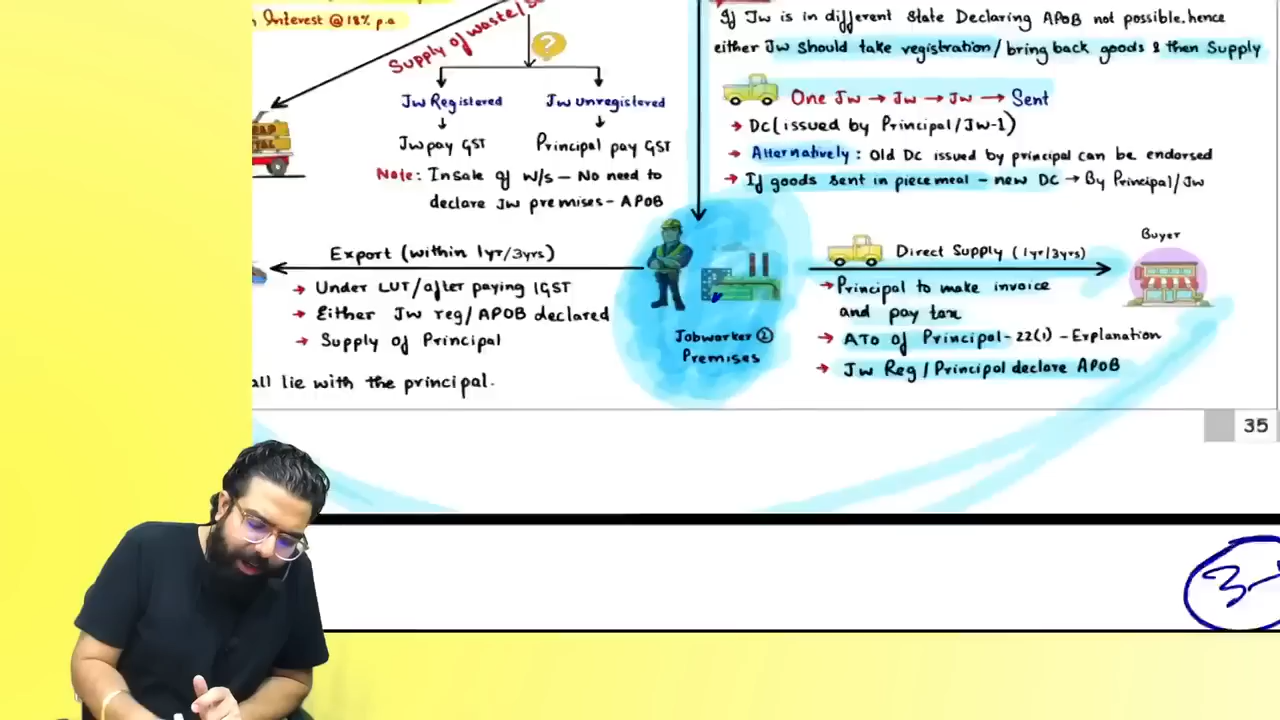 Interest @ 18% p.a
Supply of waste/s
?
Jw Registered
Jw unregistered
Jw pay GST
Principal pay GST
Note: Insale of W/s – No need to
declare Jw premises – APOB
If Jw is in different State Declaring APOB not possible. hence
either Jw should take registration/bring back goods & then Supply
One Jw → Jw → Jw → Sent
→ DC (issued by Principal/Jw-1)
→ Alternatively: Old DC issued by principal can be endorsed
→ If goods sent in piecemeal – new DC → By Principal/Jw
Export (within 1yr/3yrs)
→ Under LUT/after paying IGST
→ Either Jw reg/APOB declared
→ Supply of Principal
all lie with the principal.
Jobworker ②
Premises
Direct Supply (1yr/3yrs)
Buyer
→ Principal to make invoice
and pay tax
→ ATO of Principal – 22(1) – Explanation
→ Jw Reg/Principal declare APOB
35
3